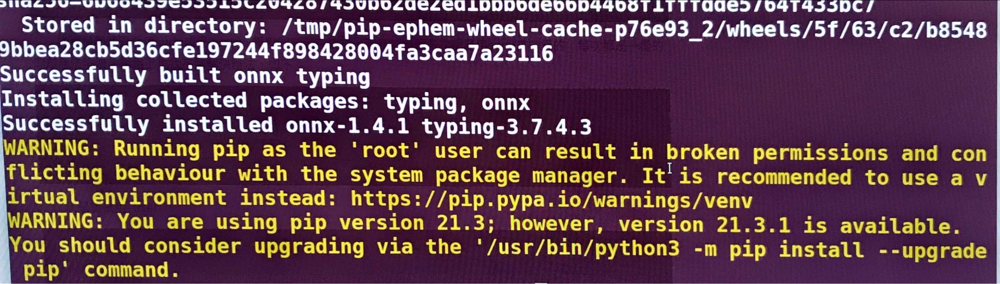 Stored in directory: /tmp/pip-ephem-wheel-cache-p76e93_2/wheels/5f/63/c2/b8548
9bbea28cb5d36cfe197244f898428004fa3caa7a23116
Successfully built onnx typing
Installing collected packages: typing, onnx
Successfully installed onnx-1.4.1 typing-3.7.4.3
WARNING: Running pip as the 'root' user can result in broken permissions and con
flicting behaviour with the system package manager. It is recommended to use a v
irtual environment instead: https://pip.pypa.io/warnings/venv
WARNING: You are using pip version 21.3; however, version 21.3.1 is available.
You should consider upgrading via the '/usr/bin/python3 -m pip install --upgrade
pip' command.